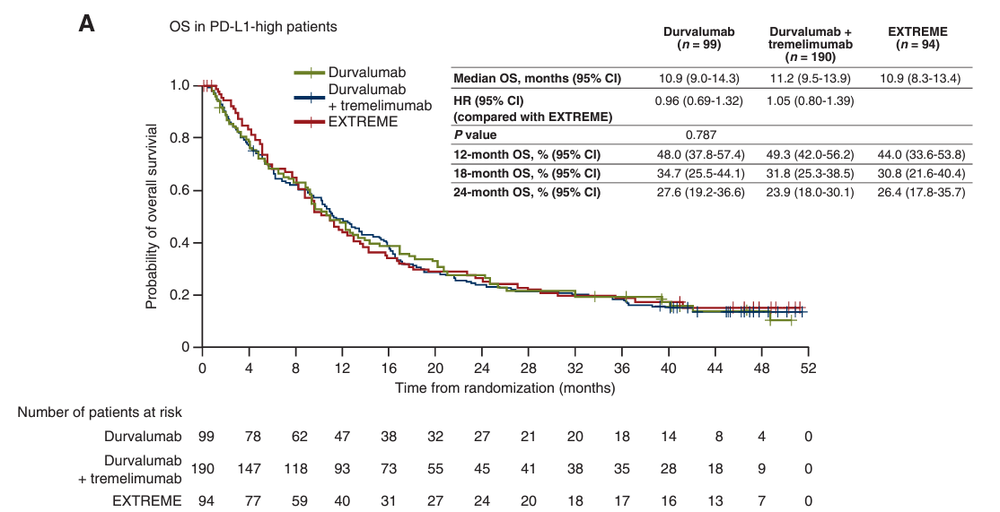 A
OS in PD-L1-high patients
Durvalumab
Durvalumab
+ tremelimumab
EXTREME
Durvalumab (n = 99)
Durvalumab + tremelimumab (n = 190)
EXTREME (n = 94)
Median OS, months (95% CI) 10.9 (9.0-14.3) 11.2 (9.5-13.9) 10.9 (8.3-13.4)
HR (95% CI) 0.96 (0.69-1.32) 1.05 (0.80-1.39)
(compared with EXTREME)
P value 0.787
12-month OS, % (95% CI) 48.0 (37.8-57.4) 49.3 (42.0-56.2) 44.0 (33.6-53.8)
18-month OS, % (95% CI) 34.7 (25.5-44.1) 31.8 (25.3-38.5) 30.8 (21.6-40.4)
24-month OS, % (95% CI) 27.6 (19.2-36.6) 23.9 (18.0-30.1) 26.4 (17.8-35.7)
Probability of overall survivial
1.0
0.8
0.6
0.4
0.2
0
0 4 8 12 16 20 24 28 32 36 40 44 48 52
Time from randomization (months)
Number of patients at risk
Durvalumab 99 78 62 47 38 32 27 21 20 18 14 8 4 0
Durvalumab
+ tremelimumab 190 147 118 93 73 55 45 41 38 35 28 18 9 0
EXTREME 94 77 59 40 31 27 24 20 18 17 16 13 7 0